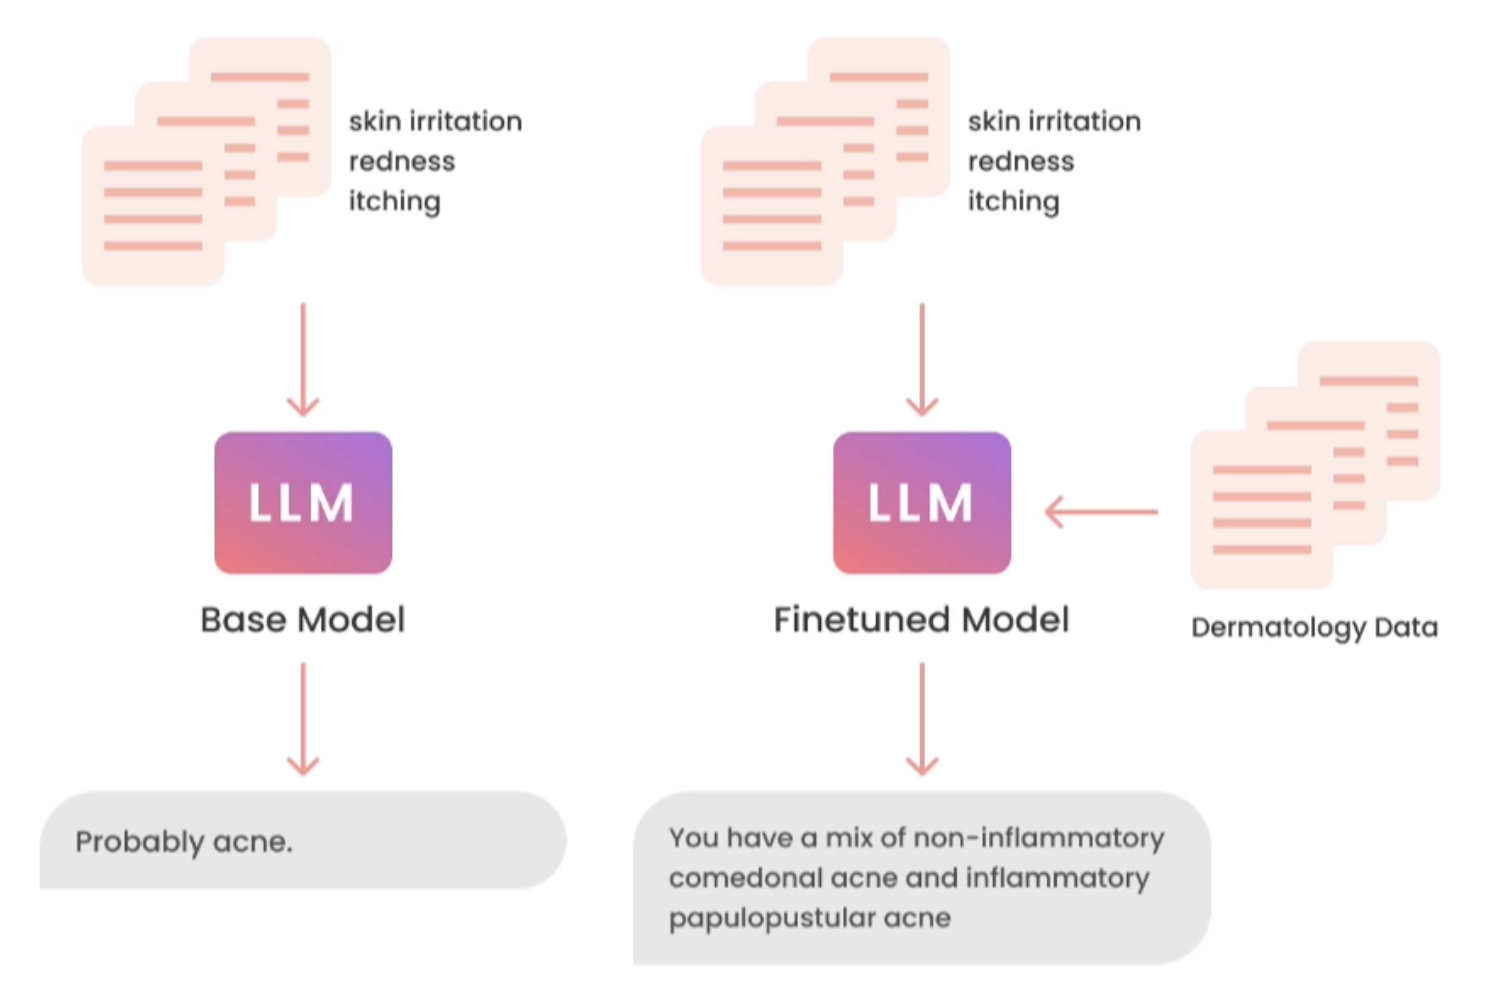 skin irritation
redness
itching
LLM
Base Model
Probably acne.
skin irritation
redness
itching
LLM
Finetuned Model
Dermatology Data
You have a mix of non-inflammatory
comedonal acne and inflammatory
papulopustular acne